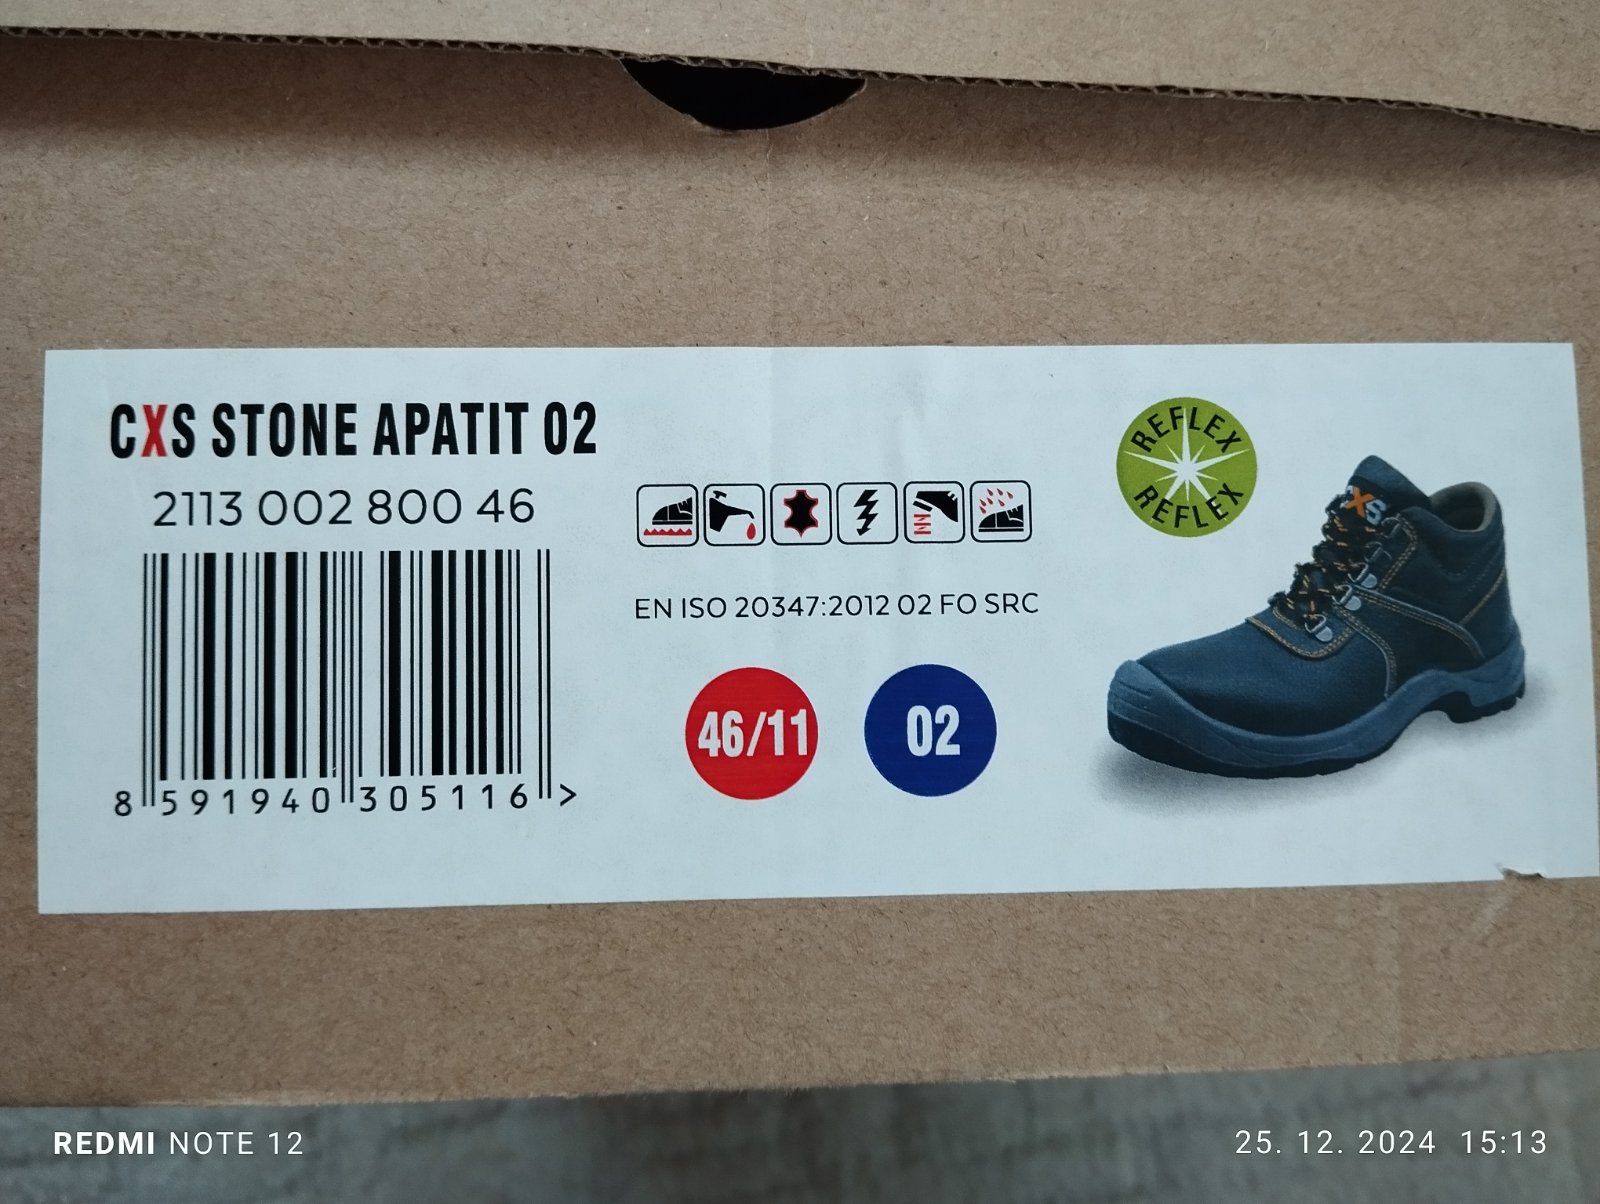 CXS STONE APATIT 02
2113 002 800 46
8 591940 305116 >
EN ISO 20347:2012 02 FO SRC
46/11
02
REFLEX
REFLEX
CXS
REDMI NOTE 12
25. 12. 2024 15:13